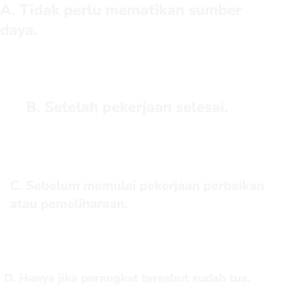 A. Tidak perlu mematikan sumber
daya.
B. Setelah pekerjaan selesai.
C. Sebelum memulai pekerjaan perbaikan
atau pemeliharaan.
D. Hanya jika perangkat tersebut sudah tua.